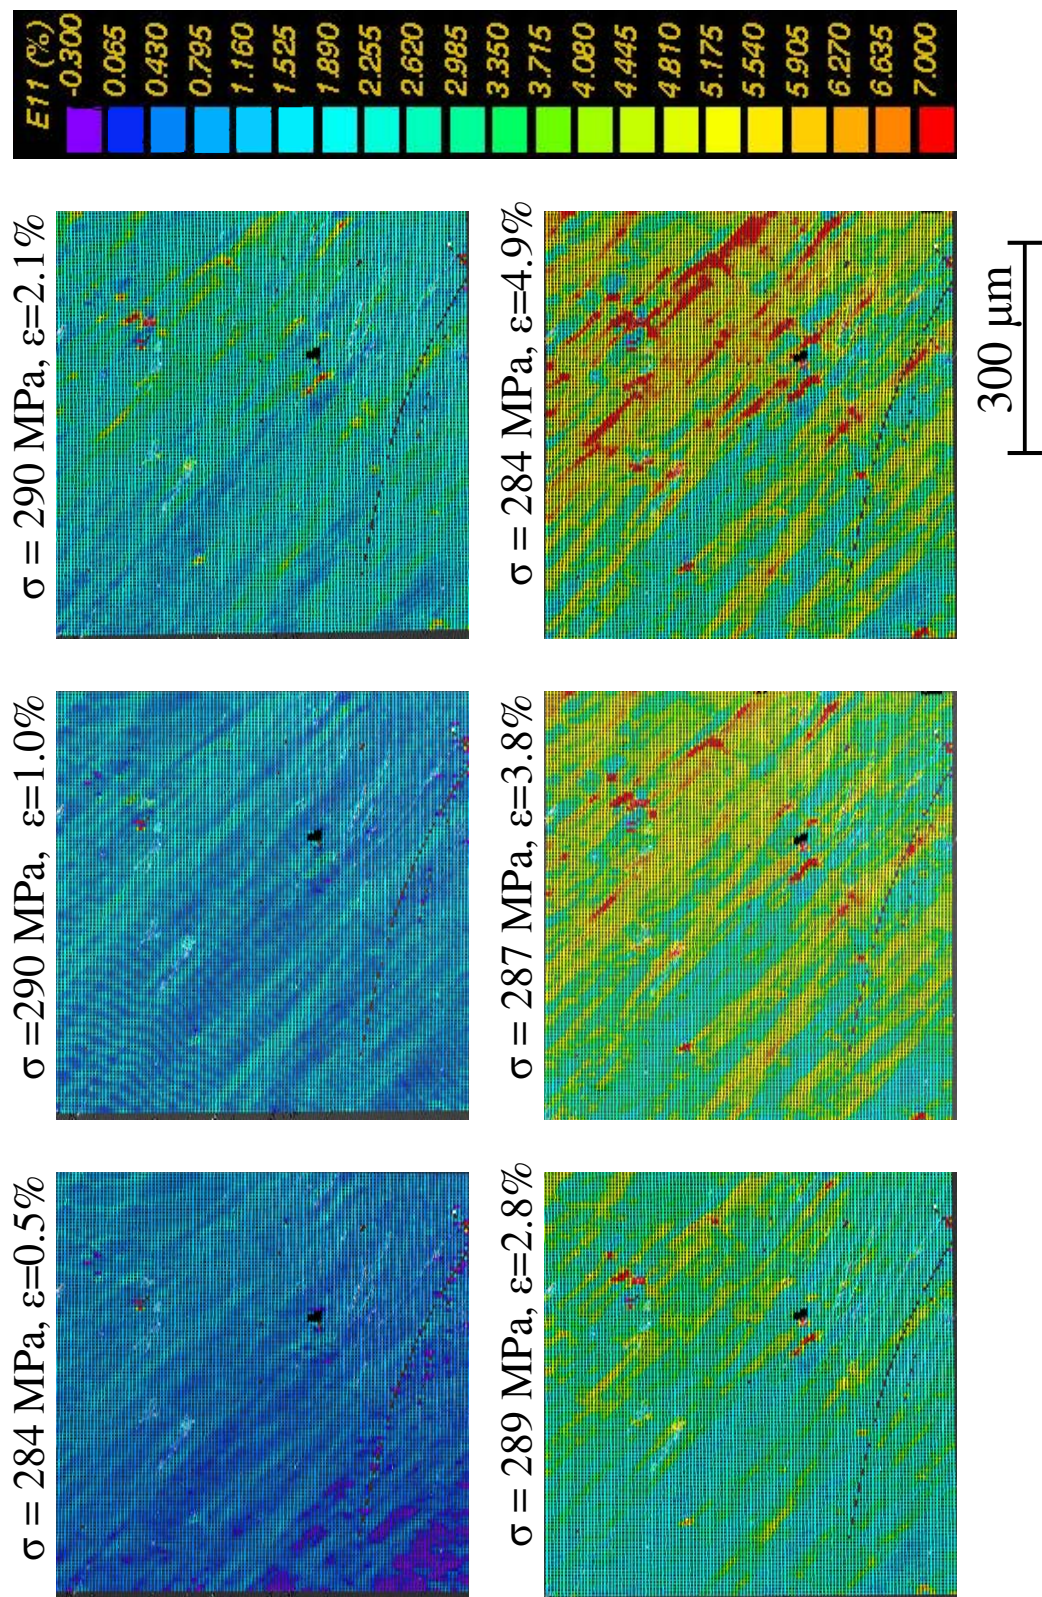 E11 (%)
-0.300
0.065
0.430
0.795
1.160
1.525
1.890
2.255
2.620
2.985
3.350
3.715
4.080
4.445
4.810
5.175
5.540
5.905
6.270
6.635
7.000
σ = 284 MPa, ε=0.5%
σ =290 MPa, ε=1.0%
σ = 290 MPa, ε=2.1%
σ = 289 MPa, ε=2.8%
σ = 287 MPa, ε=3.8%
σ = 284 MPa, ε=4.9%
300 μm